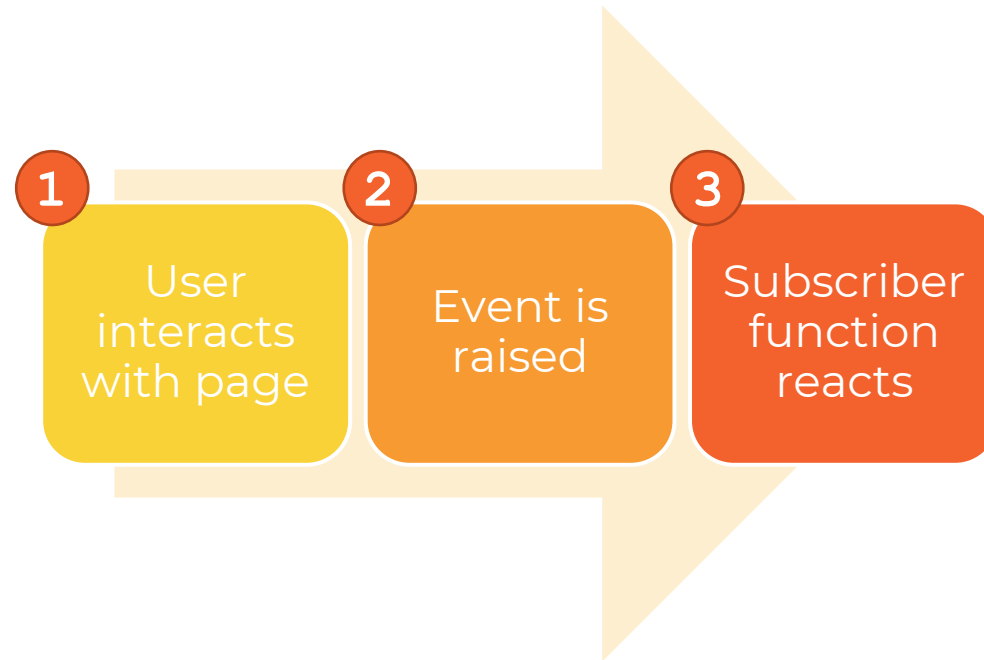 1
User
interacts
with page
2
Event is
raised
3
Subscriber
function
reacts